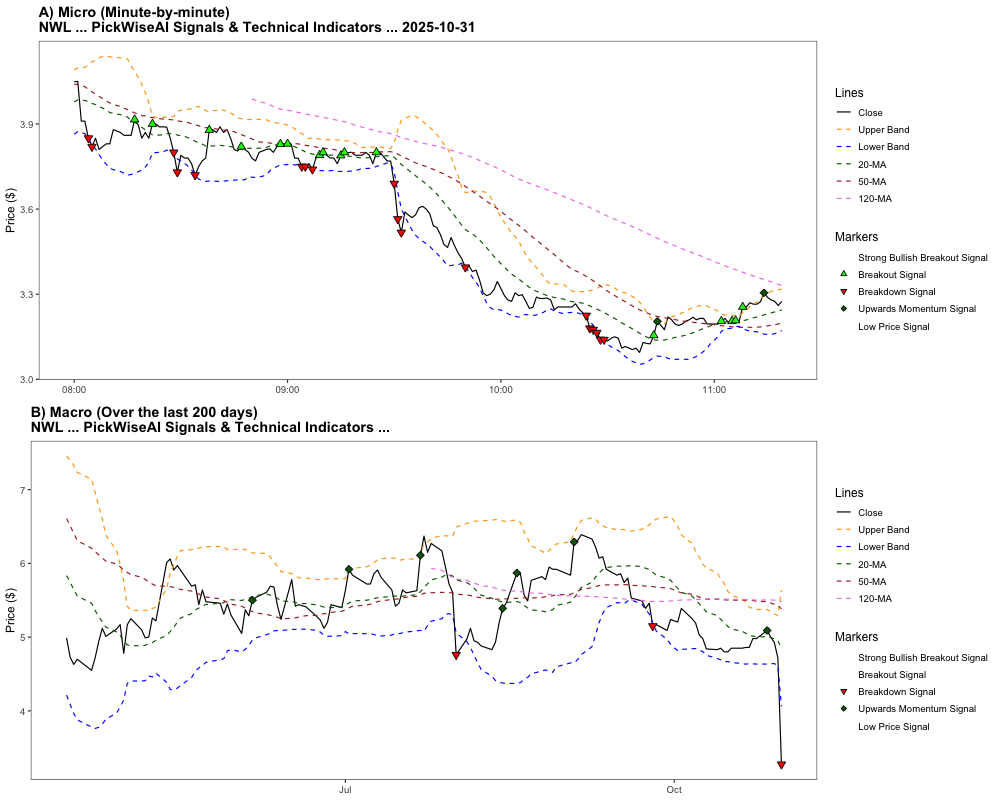 A) Micro (Minute-by-minute)
NWL ... PickWiseAI Signals & Technical Indicators ... 2025-10-31
Price ($)
3.9
3.6
3.3
3.0
08:00
09:00
10:00
11:00
Lines
Close
Upper Band
Lower Band
20-MA
50-MA
120-MA
Markers
Strong Bullish Breakout Signal
Breakout Signal
Breakdown Signal
Upwards Momentum Signal
Low Price Signal
B) Macro (Over the last 200 days)
NWL ... PickWiseAI Signals & Technical Indicators ...
Price ($)
7
6
5
4
Jul
Oct
Lines
Close
Upper Band
Lower Band
20-MA
50-MA
120-MA
Markers
Strong Bullish Breakout Signal
Breakout Signal
Breakdown Signal
Upwards Momentum Signal
Low Price Signal